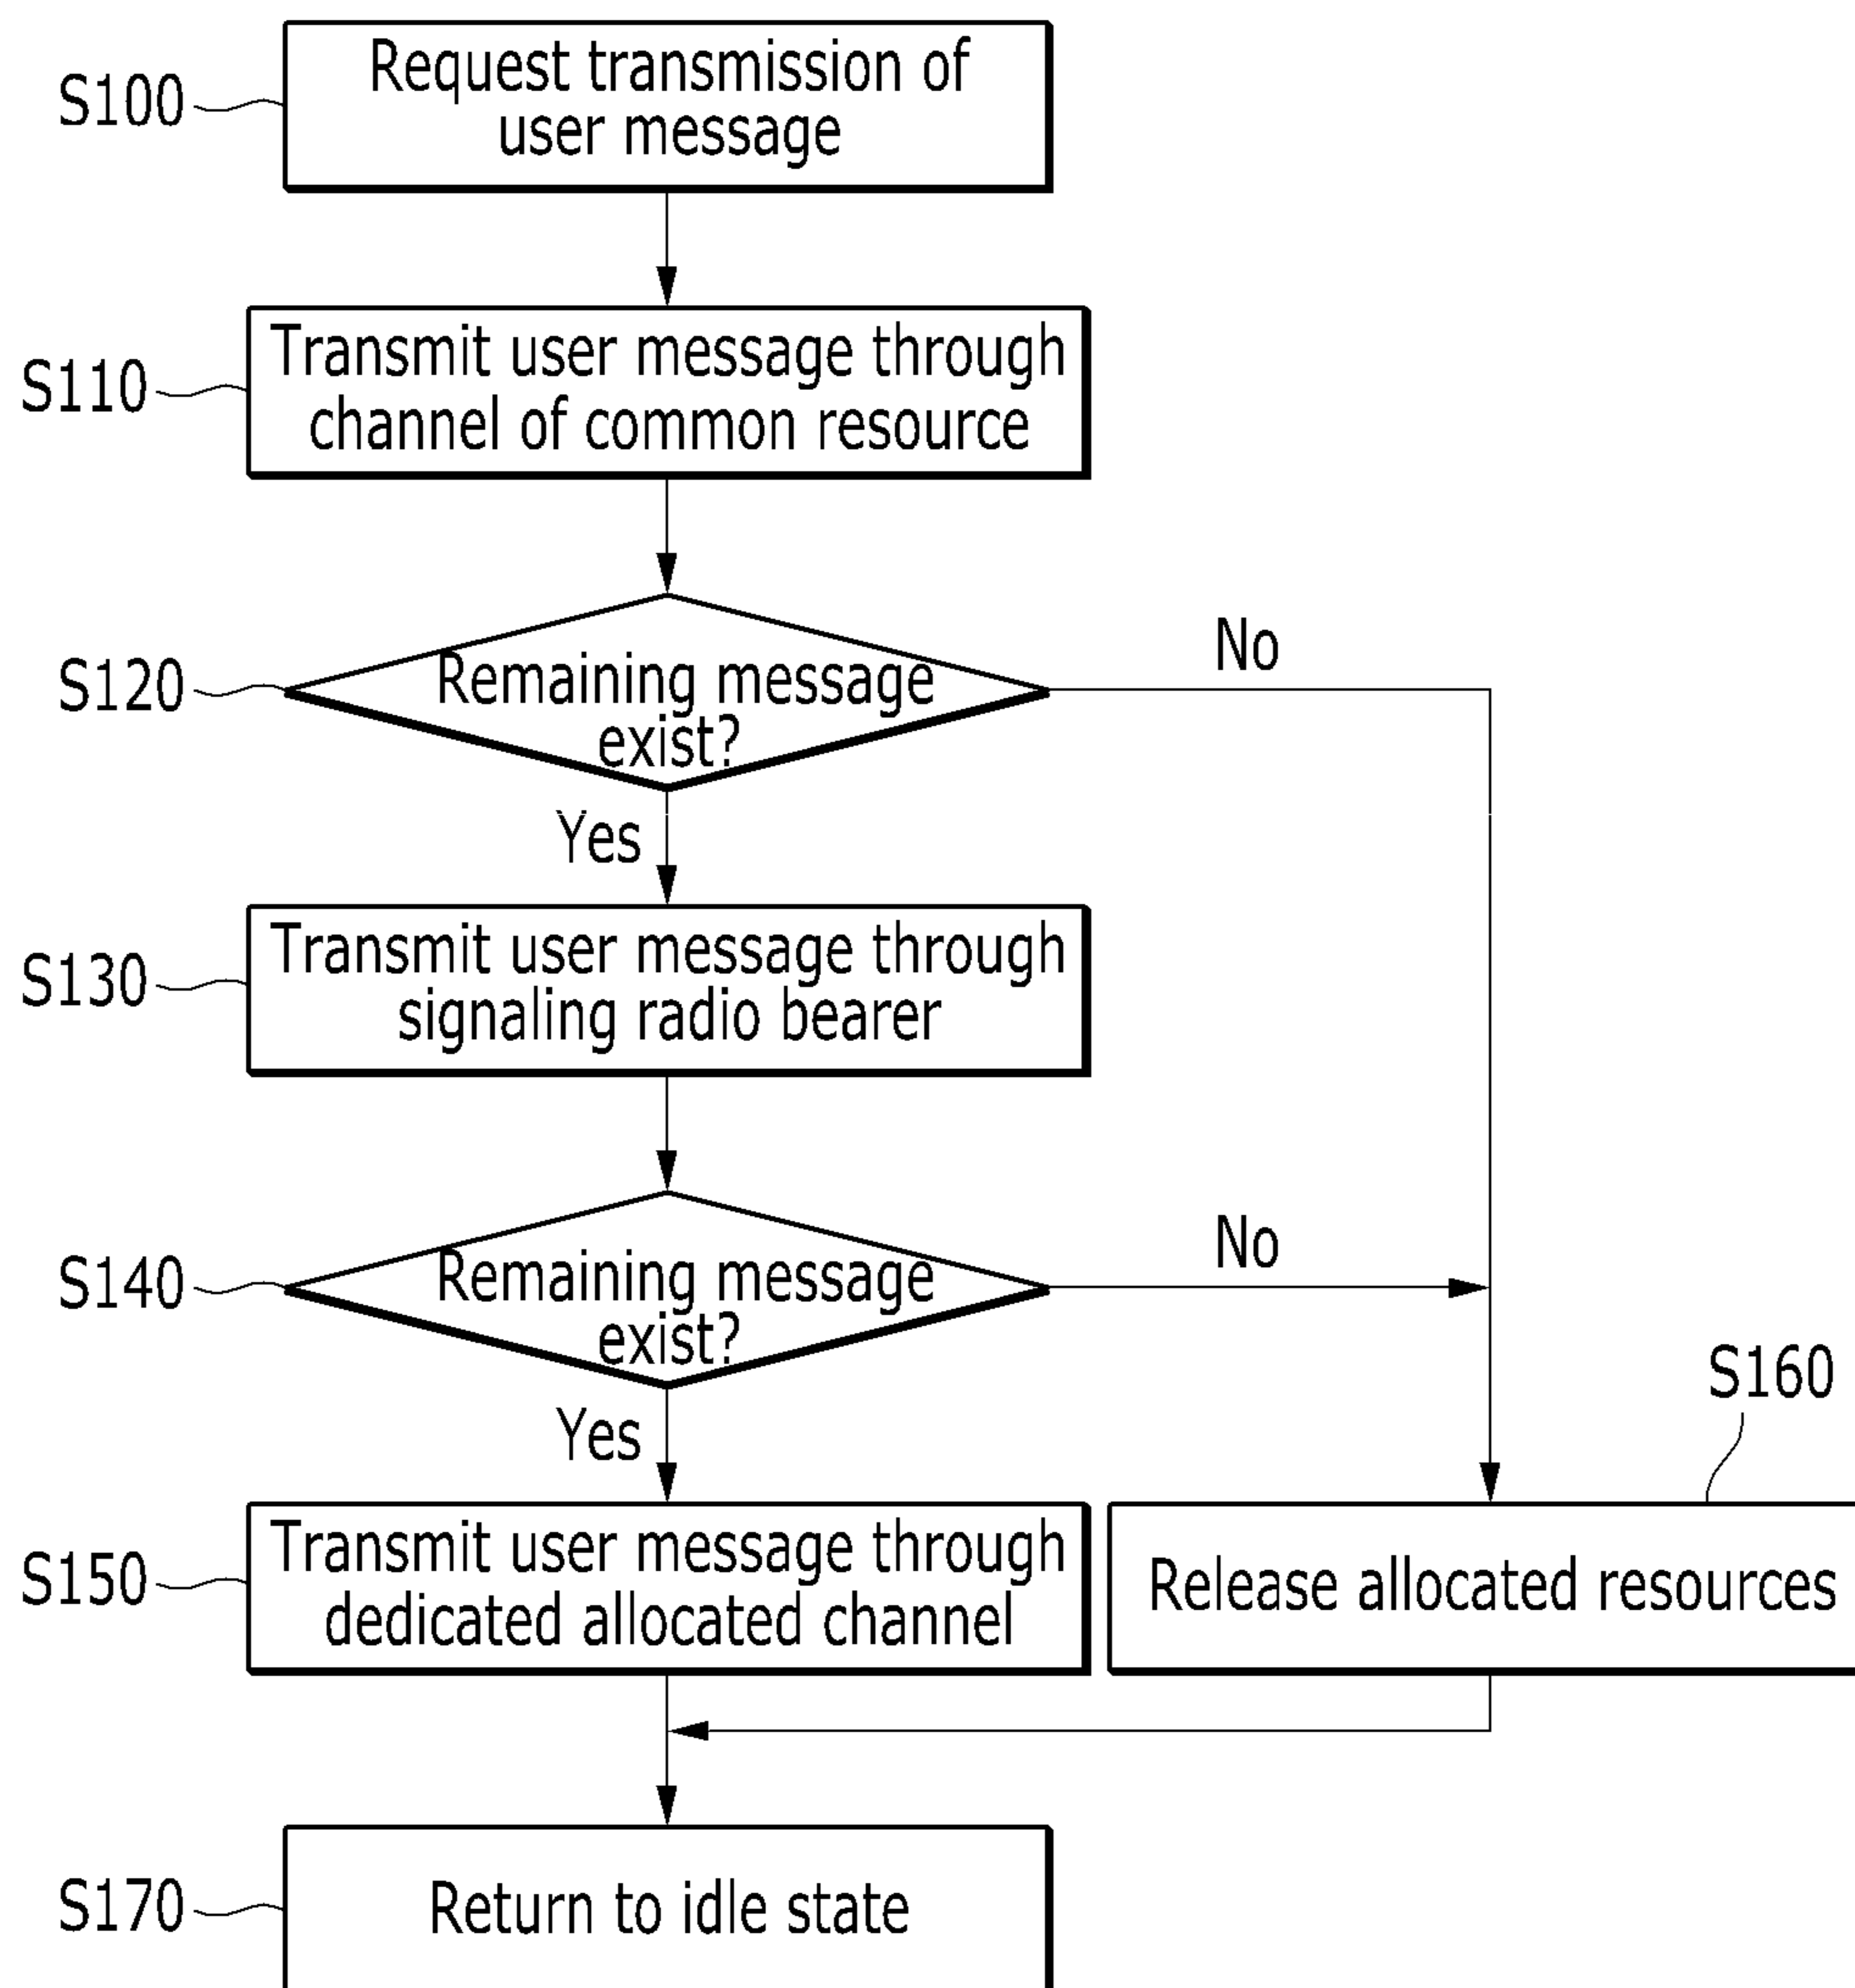 S100
Request transmission of
user message
S110
Transmit user message through
channel of common resource
S120
Remaining message
exist?
No
Yes
S130
Transmit user message through
signaling radio bearer
S140
Remaining message
exist?
No
Yes
S160
S150
Transmit user message through
dedicated allocated channel
Release allocated resources
S170
Return to idle state